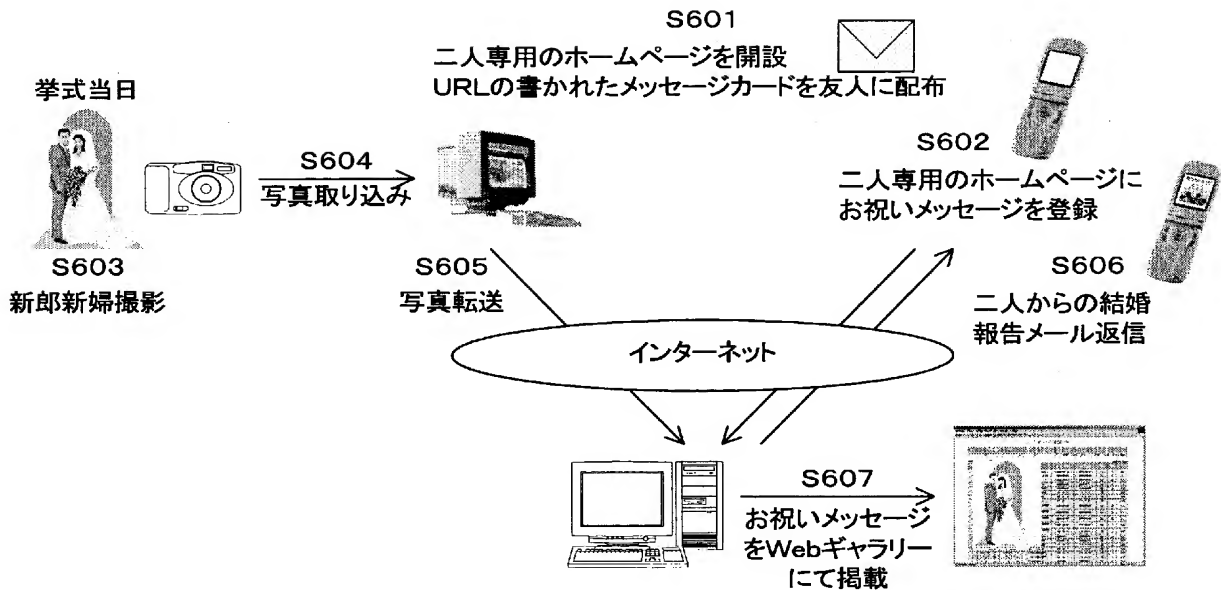 S601
二人専用のホームページを開設
URLの書かれたメッセージカードを友人に配布
挙式当日
S603
新郎新婦撮影
S604
写真取り込み
S605
写真転送
S602
二人専用のホームページに
お祝いメッセージを登録
S606
二人からの結婚
報告メール返信
インターネット
S607
お祝いメッセージ
をWebギャラリー
にて掲載